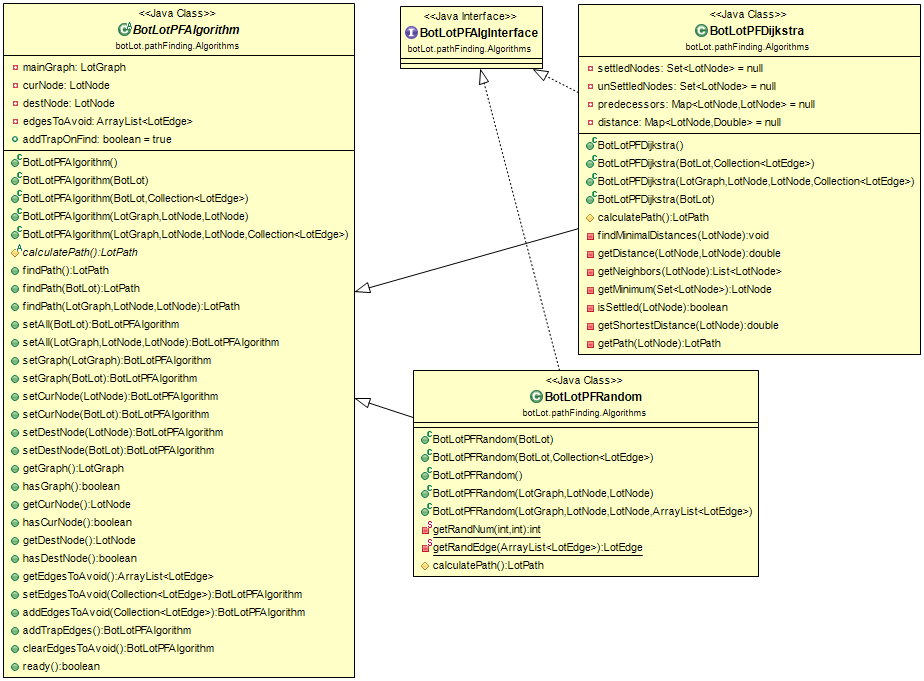 <<Java Class>>
BotLotPFAlgorithm
botLot.pathFinding.Algorithms
mainGraph: LotGraph
curNode: LotNode
destNode: LotNode
edgesToAvoid: ArrayList<LotEdge>
addTrapOnFind: boolean = true
BotLotPFAlgorithm()
BotLotPFAlgorithm(BotLot)
BotLotPFAlgorithm(BotLot,Collection<LotEdge>)
BotLotPFAlgorithm(LotGraph,LotNode,LotNode)
BotLotPFAlgorithm(LotGraph,LotNode,LotNode,Collection<LotEdge>)
calculatePath():LotPath
findPath():LotPath
findPath(BotLot):LotPath
findPath(LotGraph,LotNode,LotNode):LotPath
setAll(BotLot):BotLotPFAlgorithm
setAll(LotGraph,LotNode,LotNode):BotLotPFAlgorithm
setGraph(LotGraph):BotLotPFAlgorithm
setGraph(BotLot):BotLotPFAlgorithm
setCurNode(LotNode):BotLotPFAlgorithm
setCurNode(BotLot):BotLotPFAlgorithm
setDestNode(LotNode):BotLotPFAlgorithm
setDestNode(BotLot):BotLotPFAlgorithm
getGraph():LotGraph
hasGraph():boolean
getCurNode():LotNode
hasCurNode():boolean
getDestNode():LotNode
hasDestNode():boolean
getEdgesToAvoid():ArrayList<LotEdge>
setEdgesToAvoid(Collection<LotEdge>):BotLotPFAlgorithm
addEdgesToAvoid(Collection<LotEdge>):BotLotPFAlgorithm
addTrapEdges():BotLotPFAlgorithm
clearEdgesToAvoid():BotLotPFAlgorithm
ready():boolean
<<Java Interface>>
BotLotPFAlgInterface
botLot.pathFinding.Algorithms
<<Java Class>>
BotLotPFDijkstra
botLot.pathFinding.Algorithms
settledNodes: Set<LotNode> = null
unSettledNodes: Set<LotNode> = null
predecessors: Map<LotNode,LotNode> = null
distance: Map<LotNode,Double> = null
BotLotPFDijkstra()
BotLotPFDijkstra(BotLot,Collection<LotEdge>)
BotLotPFDijkstra(LotGraph,LotNode,LotNode,Collection<LotEdge>)
BotLotPFDijkstra(BotLot)
calculatePath():LotPath
findMinimalDistances(LotNode):void
getDistance(LotNode,LotNode):double
getNeighbors(LotNode):List<LotNode>
getMinimum(Set<LotNode>):LotNode
isSettled(LotNode):boolean
getShortestDistance(LotNode):double
getPath(LotNode):LotPath
<<Java Class>>
BotLotPFRandom
botLot.pathFinding.Algorithms
BotLotPFRandom(BotLot)
BotLotPFRandom(BotLot,Collection<LotEdge>)
BotLotPFRandom()
BotLotPFRandom(LotGraph,LotNode,LotNode)
BotLotPFRandom(LotGraph,LotNode,LotNode,ArrayList<LotEdge>)
getRandNum(int,int):int
getRandEdge(ArrayList<LotEdge>):LotEdge
calculatePath():LotPath